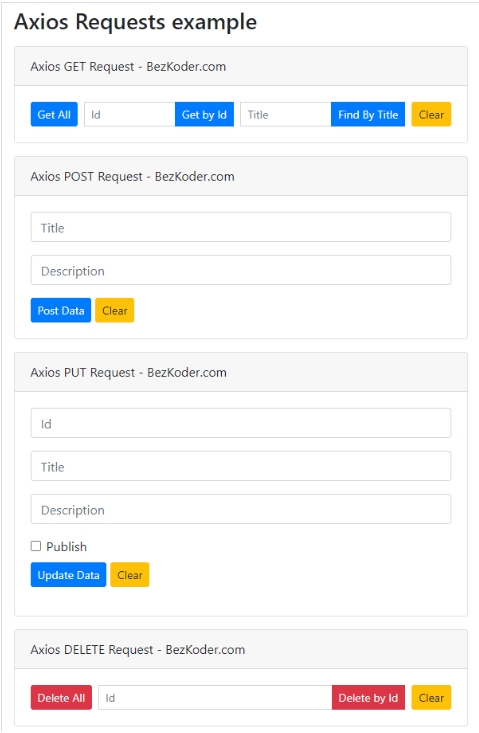 Axios Requests example
Axios GET Request - BezKoder.com
Get All Id Get by Id Title Find By Title Clear
Axios POST Request - BezKoder.com
Title
Description
Post Data Clear
Axios PUT Request - BezKoder.com
Id
Title
Description
Publish
Update Data Clear
Axios DELETE Request - BezKoder.com
Delete All Id Delete by Id Clear